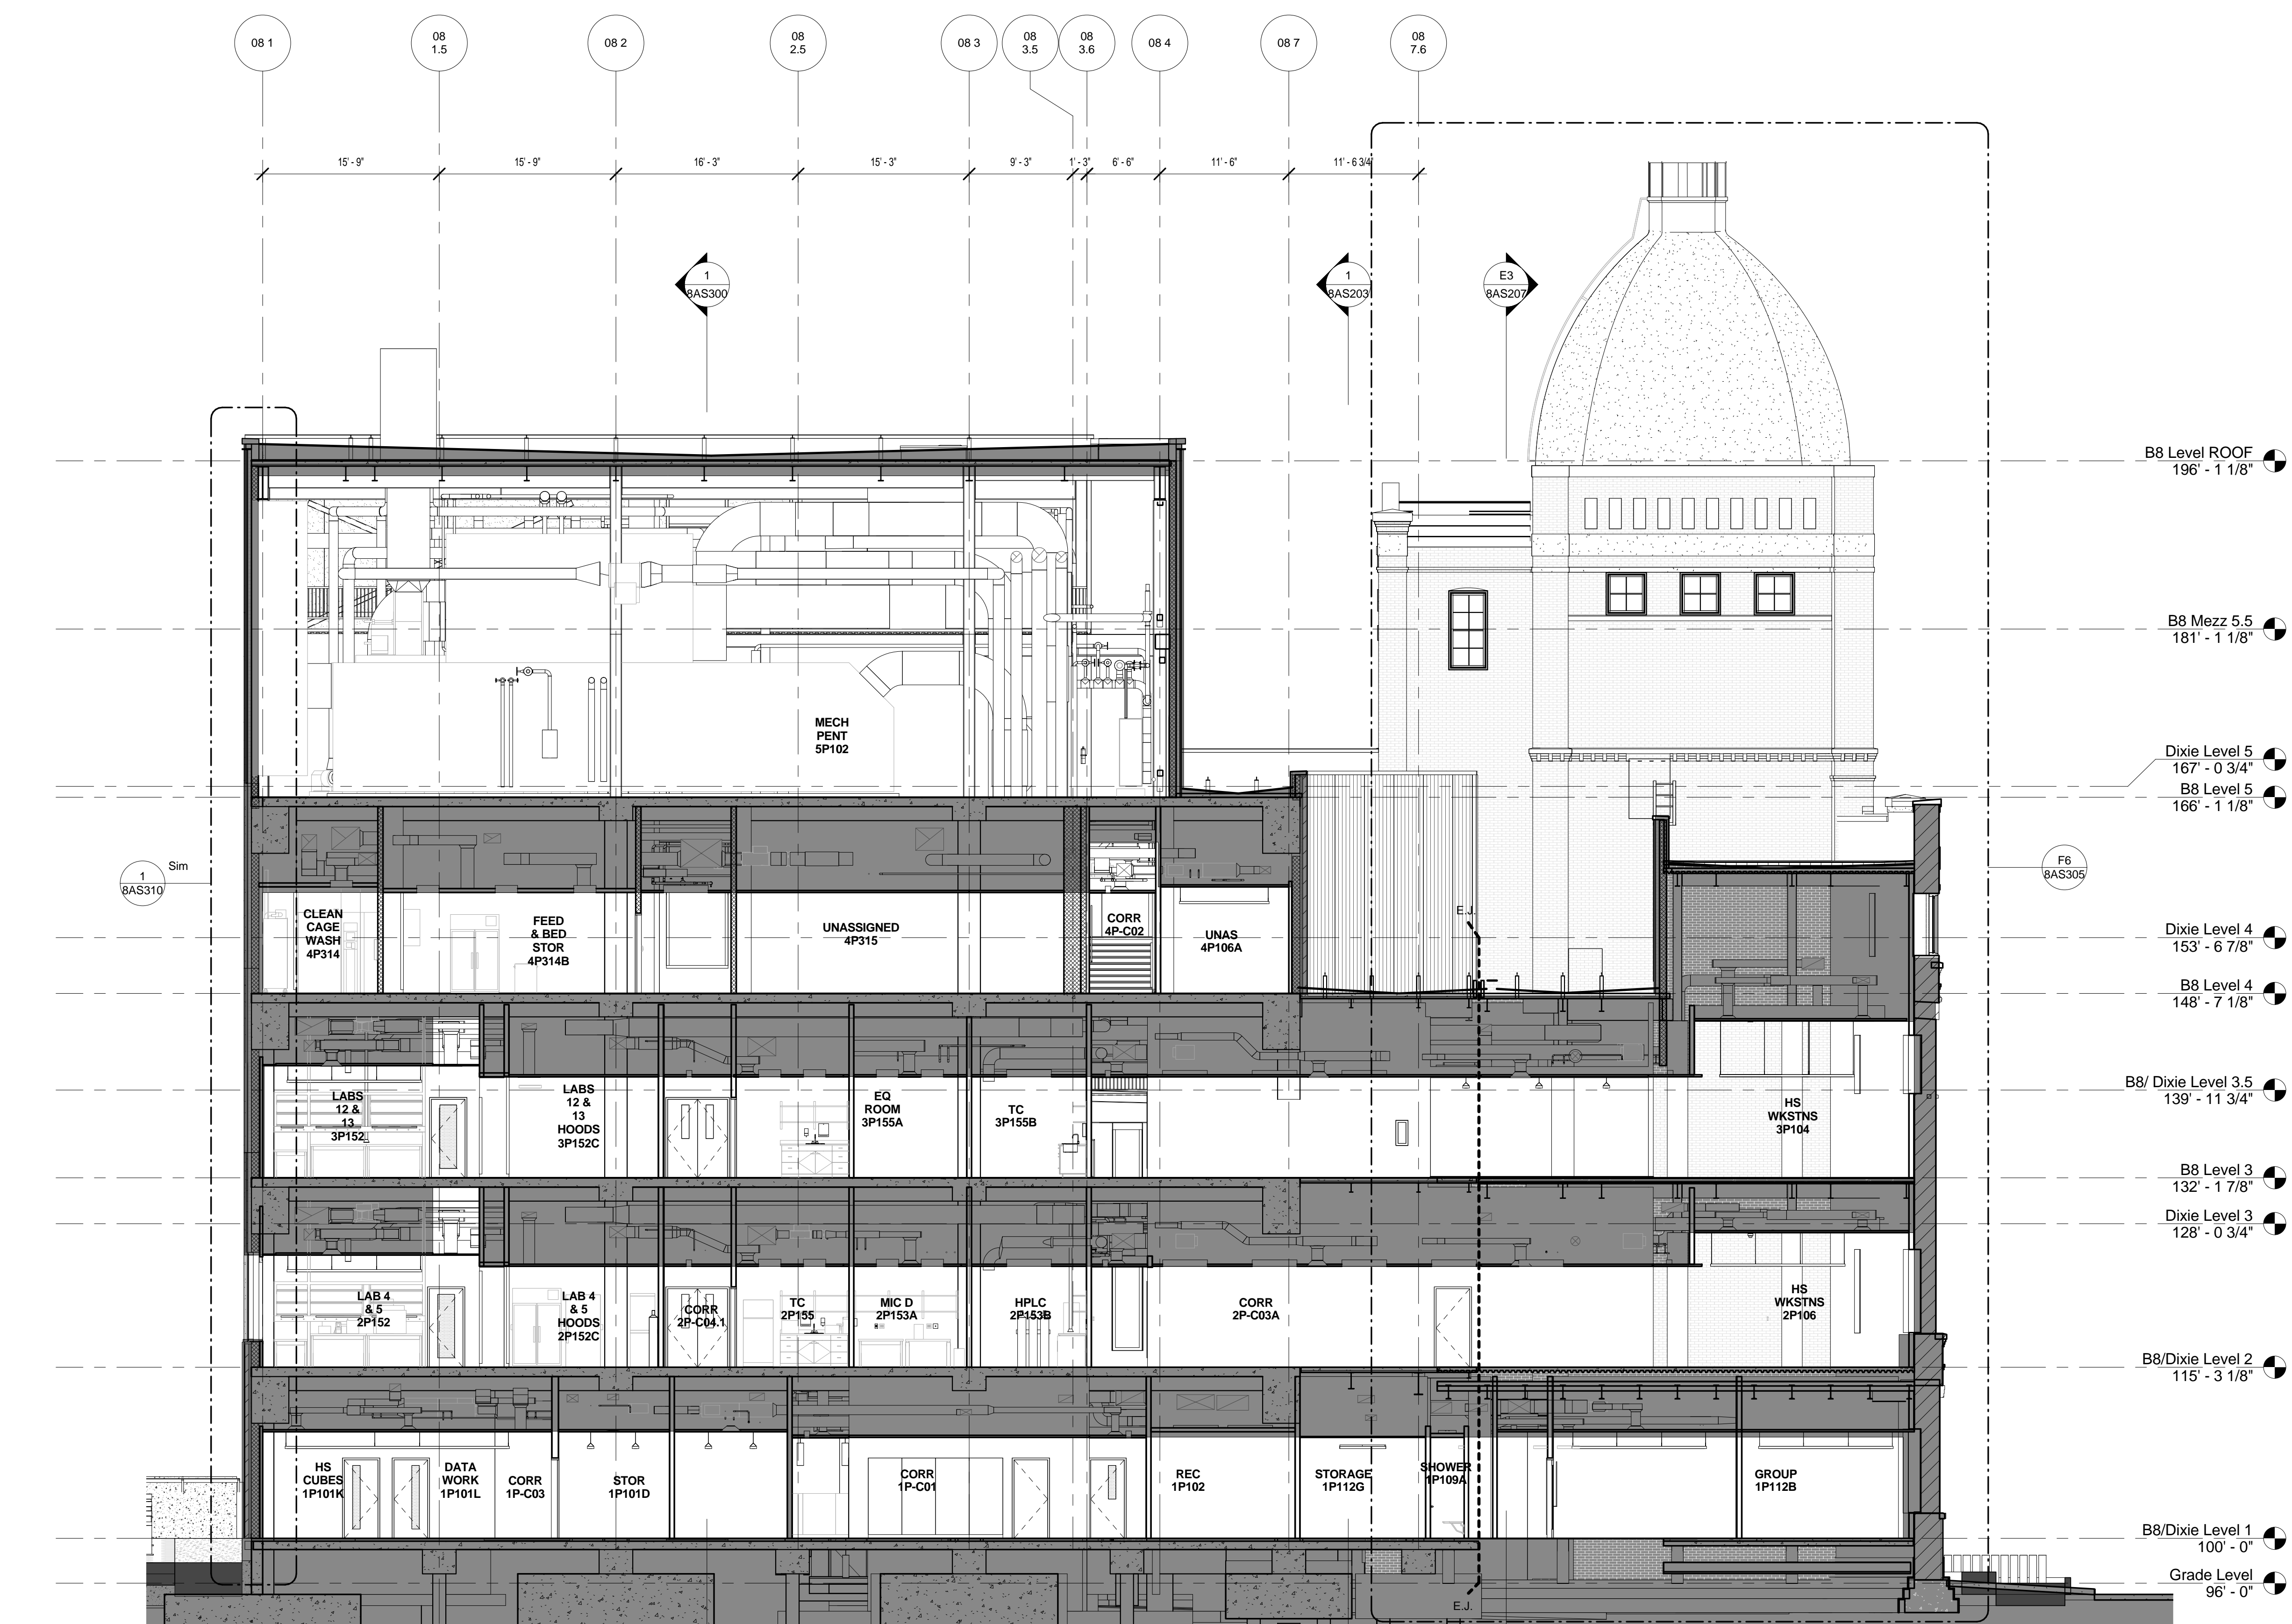 08 1
08
1.5
08 2
08
2.5
08 3
08
3.5
08
3.6
08 4
08 7
08
7.6
15' - 9"
15' - 9"
16' - 3"
15' - 3"
9' - 3"
1' - 3"
6' - 6"
11' - 6"
11' - 6 3/4"
1
8AS300
1
8AS203
E3
8AS207
B8 Level ROOF
196' - 1 1/8"
B8 Mezz 5.5
181' - 1 1/8"
MECH
PENT
5P102
Dixie Level 5
167' - 0 3/4"
B8 Level 5
166' - 1 1/8"
1
8AS310
Sim
F6
8AS305
CLEAN
CAGE
WASH
4P314
FEED
& BED
STOR
4P314B
UNASSIGNED
4P315
CORR
4P-C02
UNAS
4P106A
E.J.
Dixie Level 4
153' - 6 7/8"
B8 Level 4
148' - 7 1/8"
LABS
12 &
13
3P152
LABS
12 &
13
HOODS
3P152C
EQ
ROOM
3P155A
TC
3P155B
HS
WKSTNS
3P104
B8/ Dixie Level 3.5
139' - 11 3/4"
B8 Level 3
132' - 1 7/8"
Dixie Level 3
128' - 0 3/4"
LAB 4
& 5
2P152
LAB 4
& 5
HOODS
2P152C
CORR
2P-C04.1
TC
2P155
MIC D
2P153A
HPLC
2P153B
CORR
2P-C03A
HS
WKSTNS
2P106
B8/Dixie Level 2
115' - 3 1/8"
HS
CUBES
1P101K
DATA
WORK
1P101L
CORR
1P-C03
STOR
1P101D
CORR
1P-C01
REC
1P102
STORAGE
1P112G
SHOWER
1P109A
GROUP
1P112B
B8/Dixie Level 1
100' - 0"
Grade Level
96' - 0"
E.J.